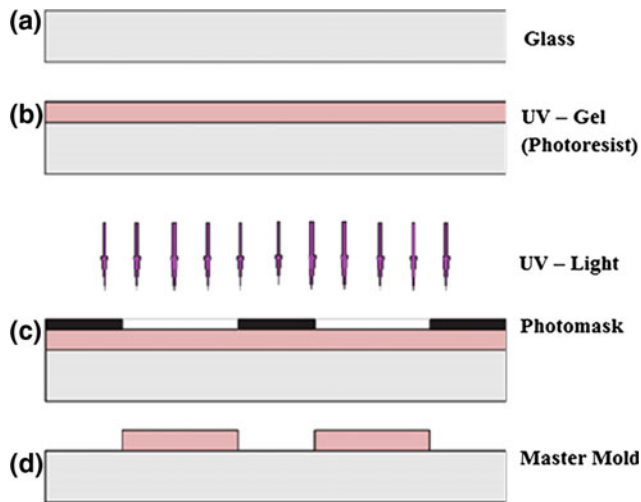 (a)
Glass
(b)
UV – Gel
(Photoresist)
UV – Light
(c)
Photomask
(d)
Master Mold